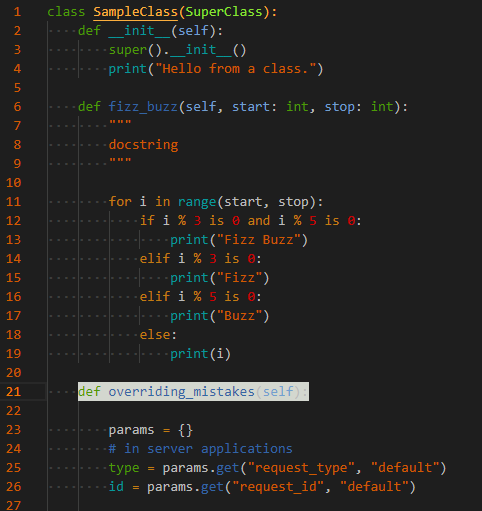 1 class SampleClass(SuperClass):
2     def __init__(self):
3         super().__init__()
4         print("Hello from a class.")
5
6     def fizz_buzz(self, start: int, stop: int):
7         """
8         docstring
9         """
10
11         for i in range(start, stop):
12             if i % 3 is 0 and i % 5 is 0:
13                 print("Fizz Buzz")
14             elif i % 3 is 0:
15                 print("Fizz")
16             elif i % 5 is 0:
17                 print("Buzz")
18             else:
19                 print(i)
20
21     def overriding_mistakes(self):
22
23         params = {}
24         # in server applications
25         type = params.get("request_type", "default")
26         id = params.get("request_id", "default")
27